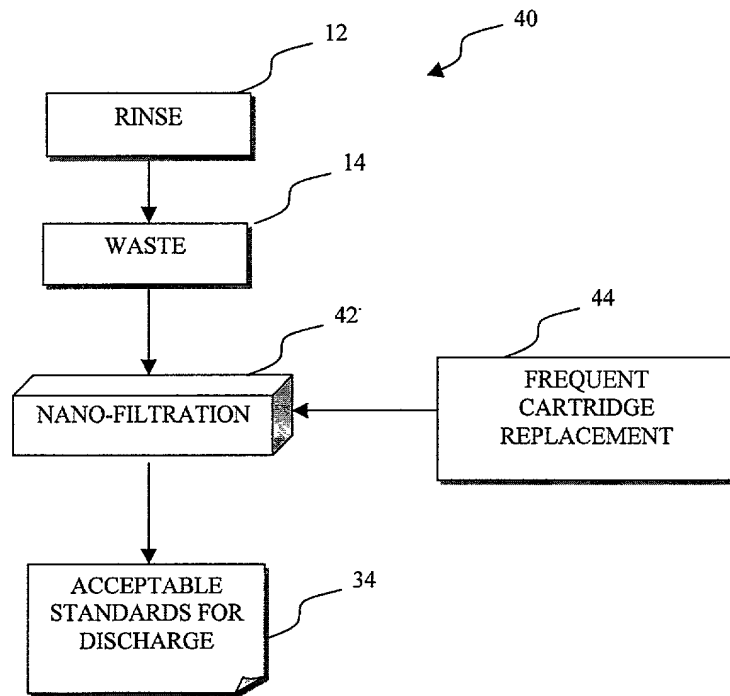 12
40
RINSE
14
WASTE
42
44
NANO-FILTRATION
FREQUENT
CARTRIDGE
REPLACEMENT
ACCEPTABLE
STANDARDS FOR
DISCHARGE
34